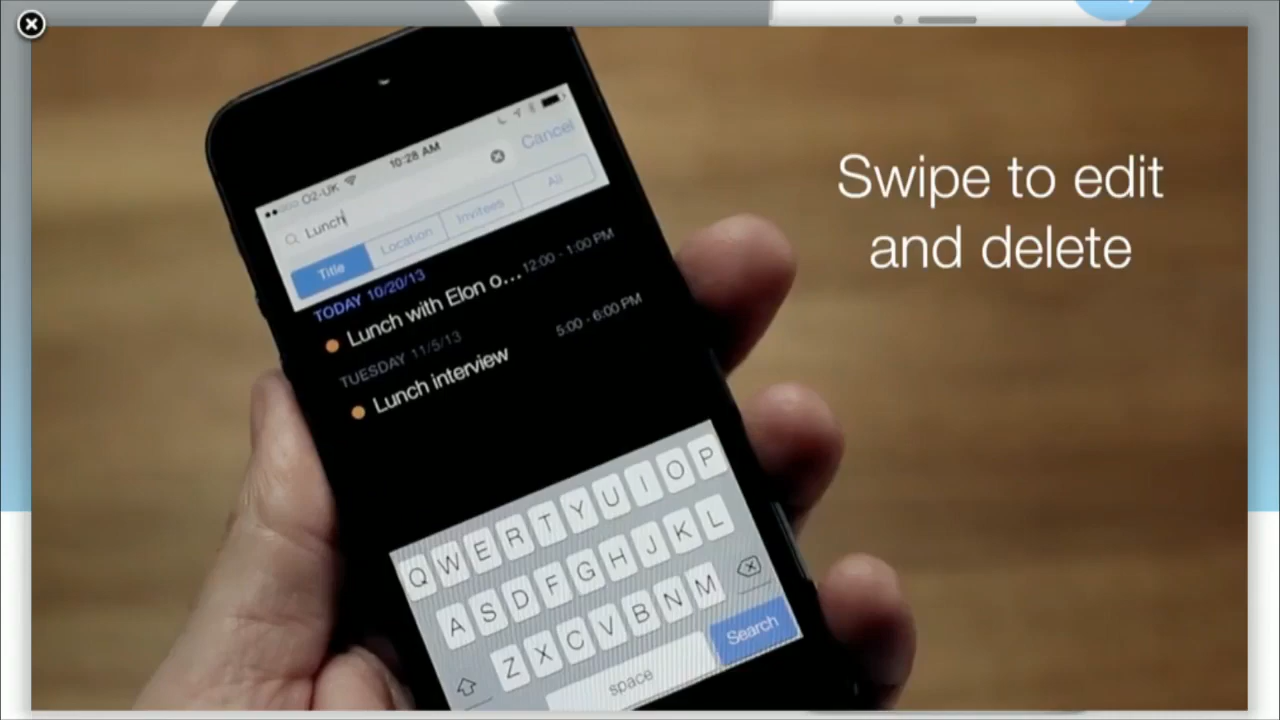 Swipe to edit
and delete
O2-UK 10:28 AM
Lunch Cancel
Title Location Invitees All
TODAY 10/20/13
Lunch with Elon o... 12:00 - 1:00 PM
TUESDAY 11/5/13
Lunch interview 5:00 - 6:00 PM
Q W E R T Y U I O P
A S D F G H J K L
Z X C V B N M
space Search